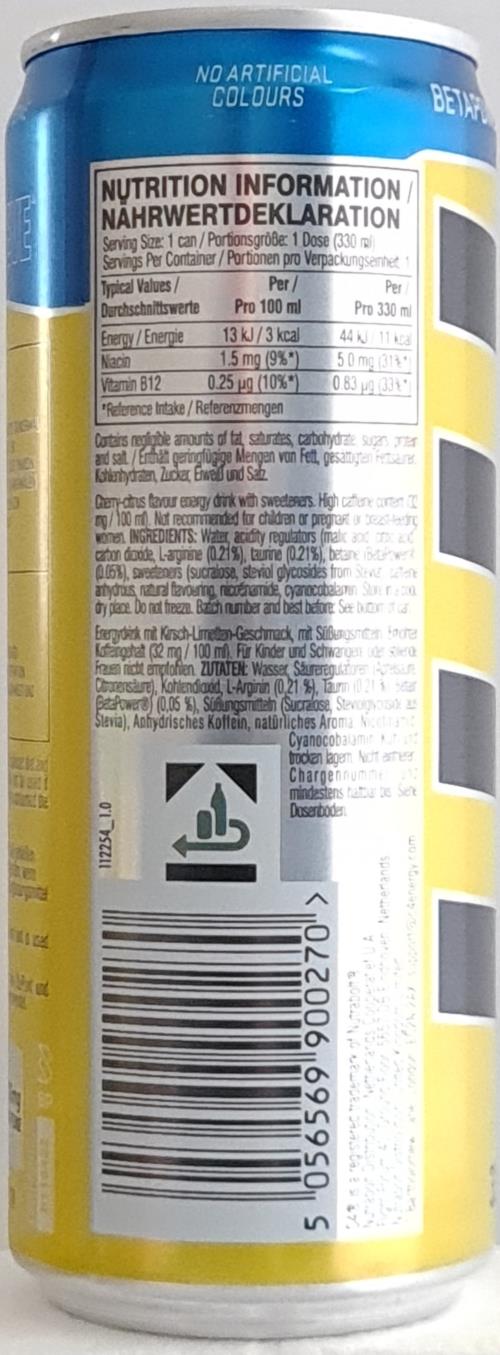 NO ARTIFICIAL
COLOURS
NUTRITION INFORMATION /
NÄHRWERTDEKLARATION
Serving Size: 1 can / Portionsgröße: 1 Dose (330 ml)
Servings Per Container / Portionen pro Verpackungseinheit: 1
Typical Values / Per / Per /
Durchschnittswerte Pro 100 ml Pro 330 ml
Energy / Energie 13 kJ / 3 kcal 44 kJ / 11 kcal
Niacin 1.5 mg (9%*) 5.0 mg (31%*)
Vitamin B12 0.25 µg (10%*) 0.83 µg (33%*)
*Reference Intake / Referenzmengen
Contains negligible amounts of fat, saturates, carbohydrate, sugars, protein
and salt. / Enthält geringfügige Mengen von Fett, gesättigten Fettsäuren,
Kohlenhydraten, Zucker, Eiweiß und Salz.
Cherry-citrus flavour energy drink with sweeteners. High caffeine content (32
mg / 100 ml). Not recommended for children or pregnant or breast-feeding
women. INGREDIENTS: Water, acidity regulators (malic acid, citric acid),
carbon dioxide, L-arginine (0.21%), taurine (0.21%), betaine (BetaPower®)
(0.05%), sweeteners (sucralose, steviol glycosides from Stevia), caffeine
anhydrous, natural flavouring, nicotinamide, cyanocobalamin. Store in a cool,
dry place. Do not freeze. Batch number and best before: See bottom of can.
Energydrink mit Kirsch-Limetten-Geschmack, mit Süßungsmitteln. Erhöhter
Koffeingehalt (32 mg / 100 ml). Für Kinder und Schwangere oder stillende
Frauen nicht empfohlen. ZUTATEN: Wasser, Säureregulatoren (Äpfelsäure,
Citronensäure), Kohlendioxid, L-Arginin (0,21 %), Taurin (0,21 %), Betain
(BetaPower®) (0,05 %), Süßungsmitteln (Sucralose, Steviolglycoside aus
Stevia), Anhydrisches Koffein, natürliches Aroma, Nicotinamid,
Cyanocobalamin. Kühl und
trocken lagern. Nicht einfrieren.
Chargennummer und
mindestens haltbar bis: Siehe
Dosenboden.
112254_1.0
5 056569 900270 >
C4® is a registered trademark of Nutrabolt®